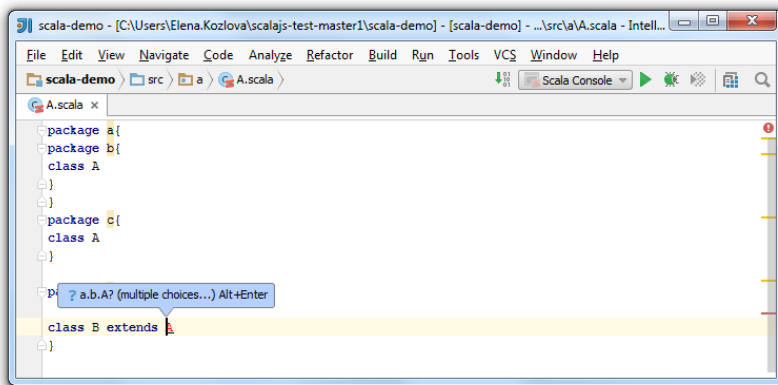 scala-demo - [C:\Users\Elena.Kozlova\scalajs-test-master1\scala-demo] - [scala-demo] - ...\src\a\A.scala - Intell...
File Edit View Navigate Code Analyze Refactor Build Run Tools VCS Window Help
scala-demo src a A.scala Scala Console
A.scala ×
package a{
package b{
class A
}
}
package c{
class A
}
? a.b.A? (multiple choices...) Alt+Enter
class B extends A
}